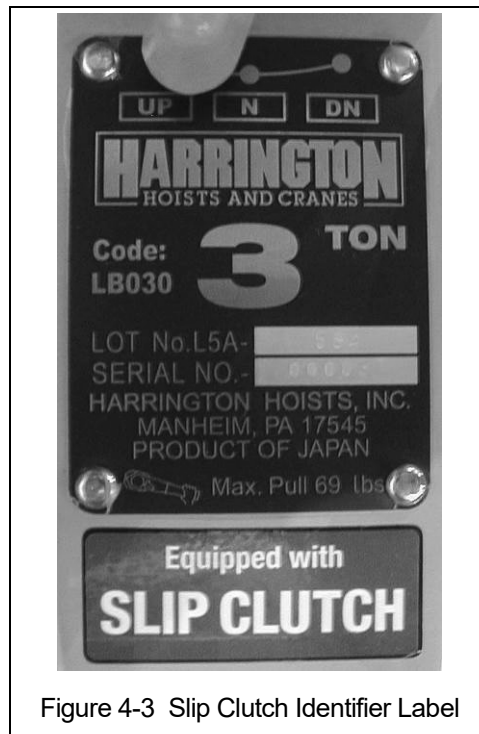 UP N DN
HARRINGTON
HOISTS AND CRANES
Code: 3 TON
LB030
LOT No.L5A-
SERIAL NO.-
HARRINGTON HOISTS, INC.
MANHEIM, PA 17545
PRODUCT OF JAPAN
Max. Pull 69 lbs
Equipped with
SLIP CLUTCH
Figure 4-3 Slip Clutch Identifier Label